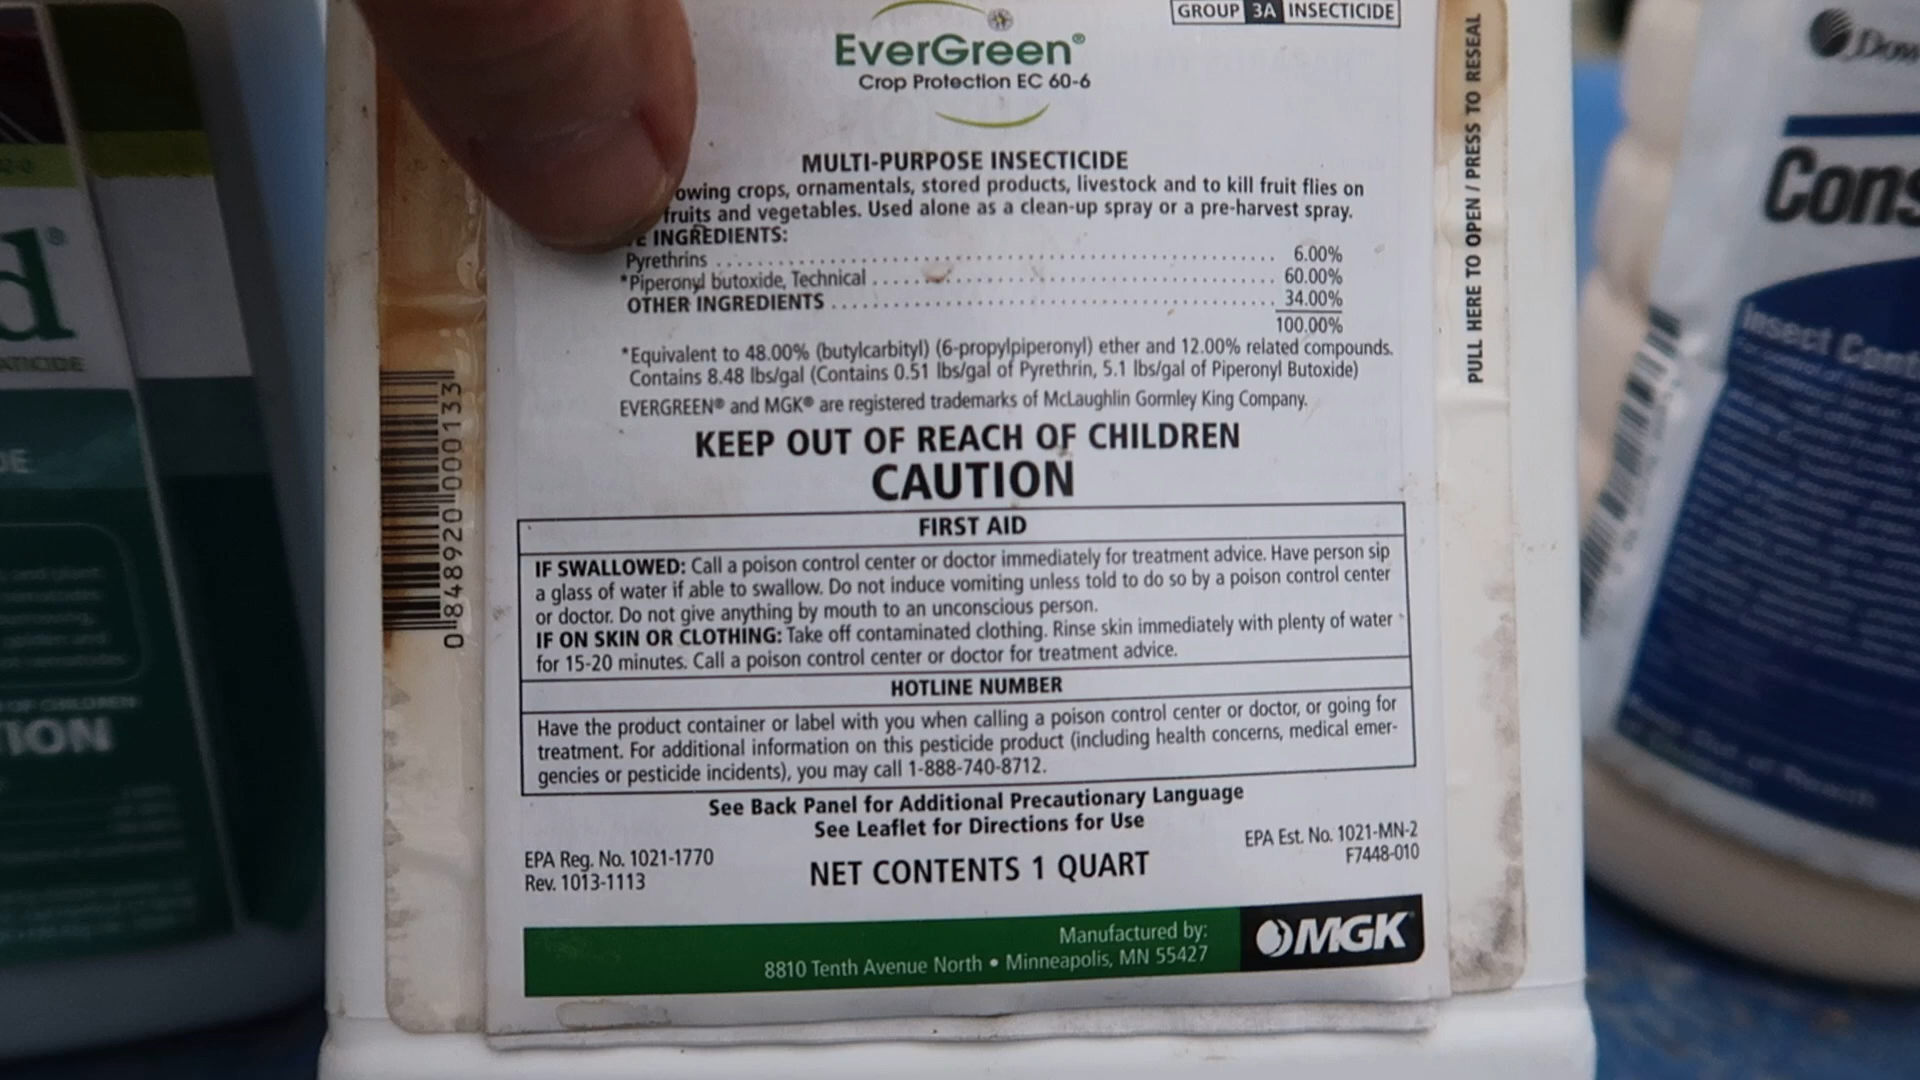 GROUP 3A INSECTICIDE
EverGreen®
Crop Protection EC 60-6
MULTI-PURPOSE INSECTICIDE
owing crops, ornamentals, stored products, livestock and to kill fruit flies on
fruits and vegetables. Used alone as a clean-up spray or a pre-harvest spray.
E INGREDIENTS:
Pyrethrins ........ 6.00%
*Piperonyl butoxide, Technical ........ 60.00%
OTHER INGREDIENTS ........ 34.00%
100.00%
*Equivalent to 48.00% (butylcarbityl) (6-propylpiperonyl) ether and 12.00% related compounds.
Contains 8.48 lbs/gal (Contains 0.51 lbs/gal of Pyrethrin, 5.1 lbs/gal of Piperonyl Butoxide)
EVERGREEN® and MGK® are registered trademarks of McLaughlin Gormley King Company.
KEEP OUT OF REACH OF CHILDREN
CAUTION
FIRST AID
IF SWALLOWED: Call a poison control center or doctor immediately for treatment advice. Have person sip
a glass of water if able to swallow. Do not induce vomiting unless told to do so by a poison control center
or doctor. Do not give anything by mouth to an unconscious person.
IF ON SKIN OR CLOTHING: Take off contaminated clothing. Rinse skin immediately with plenty of water
for 15-20 minutes. Call a poison control center or doctor for treatment advice.
HOTLINE NUMBER
Have the product container or label with you when calling a poison control center or doctor, or going for
treatment. For additional information on this pesticide product (including health concerns, medical emer-
gencies or pesticide incidents), you may call 1-888-740-8712.
See Back Panel for Additional Precautionary Language
See Leaflet for Directions for Use
EPA Reg. No. 1021-1770
Rev. 1013-1113
NET CONTENTS 1 QUART
EPA Est. No. 1021-MN-2
F7448-010
Manufactured by:
8810 Tenth Avenue North • Minneapolis, MN 55427
MGK
PULL HERE TO OPEN / PRESS TO RESEAL
0 848920 000133
d®
DE
TION
Dow
Cons
Insect Cont